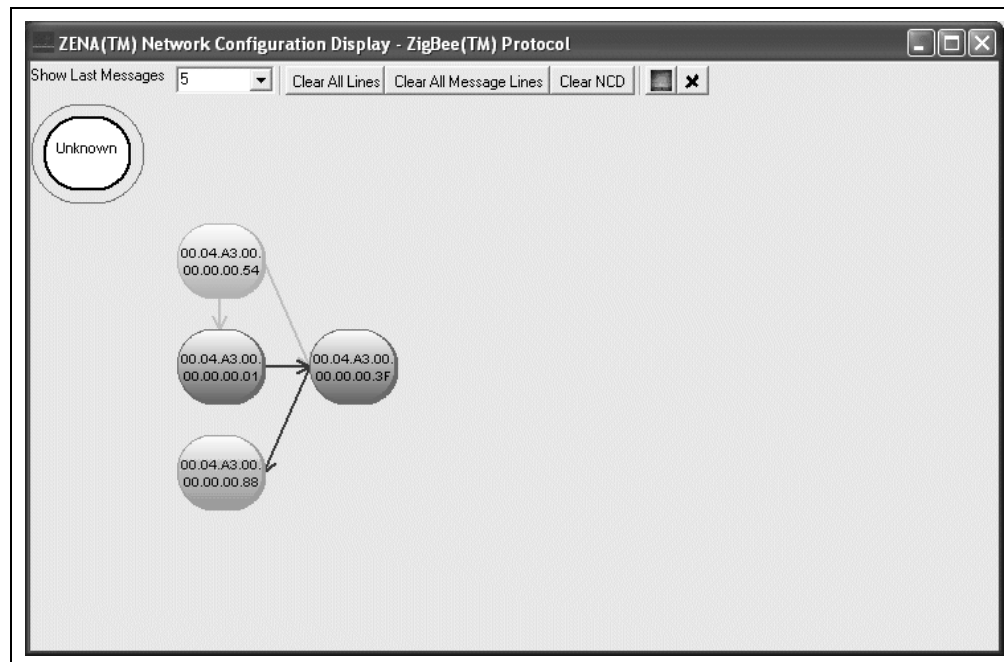 ZENA(TM) Network Configuration Display - ZigBee(TM) Protocol
Show Last Messages 5 Clear All Lines Clear All Message Lines Clear NCD
Unknown
00.04.A3.00.
00.00.00.54
00.04.A3.00.
00.00.00.01
00.04.A3.00.
00.00.00.3F
00.04.A3.00.
00.00.00.88